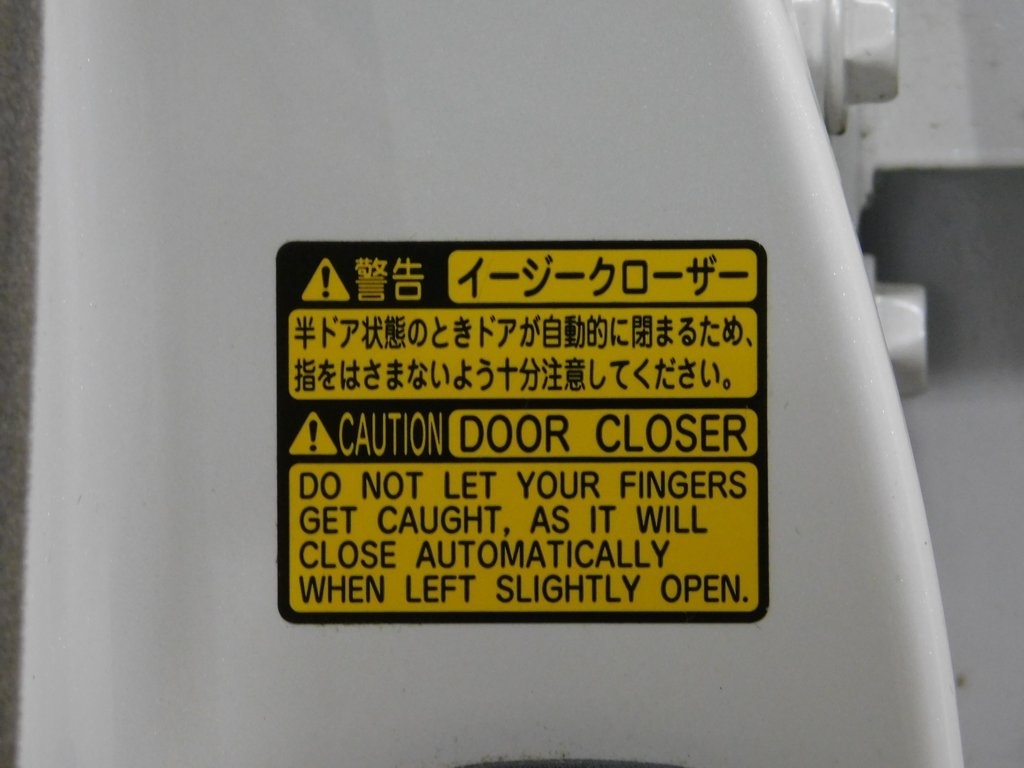 警告 イージークローザー
半ドア状態のときドアが自動的に閉まるため、
指をはさまないよう十分注意してください。
CAUTION DOOR CLOSER
DO NOT LET YOUR FINGERS
GET CAUGHT, AS IT WILL
CLOSE AUTOMATICALLY
WHEN LEFT SLIGHTLY OPEN.